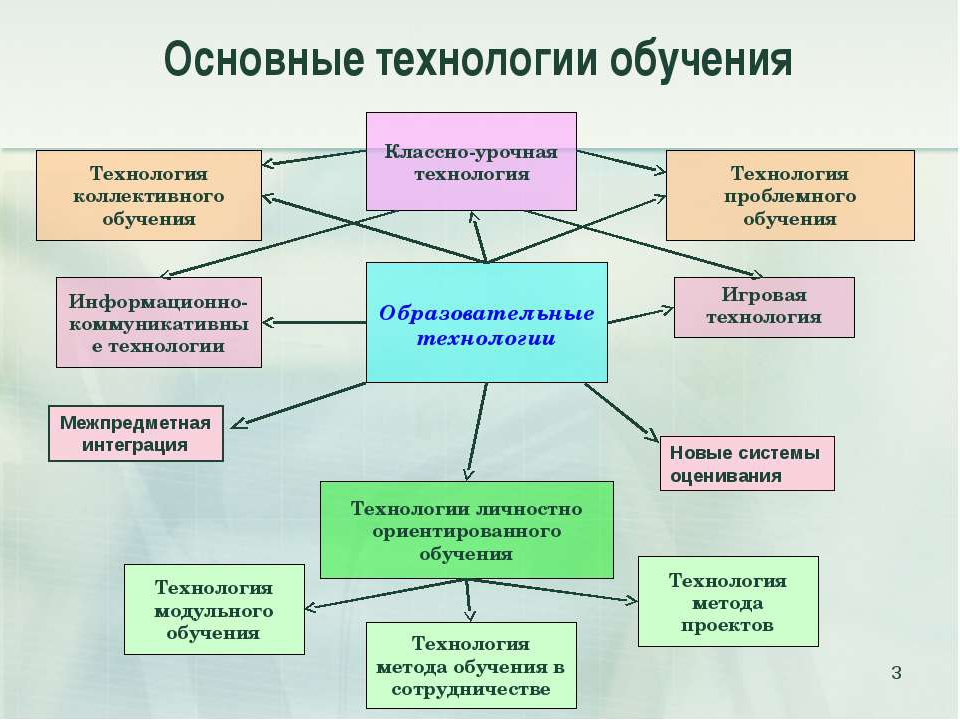 Основные технологии обучения
Классно-урочная
технология
Технология
коллективного
обучения
Технология
проблемного
обучения
Информационно-
коммуникативны
е технологии
Образовательные
технологии
Игровая
технология
Межпредметная
интеграция
Новые системы
оценивания
Технологии личностно
ориентированного
обучения
Технология
модульного
обучения
Технология
метода обучения в
сотрудничестве
Технология
метода
проектов
3